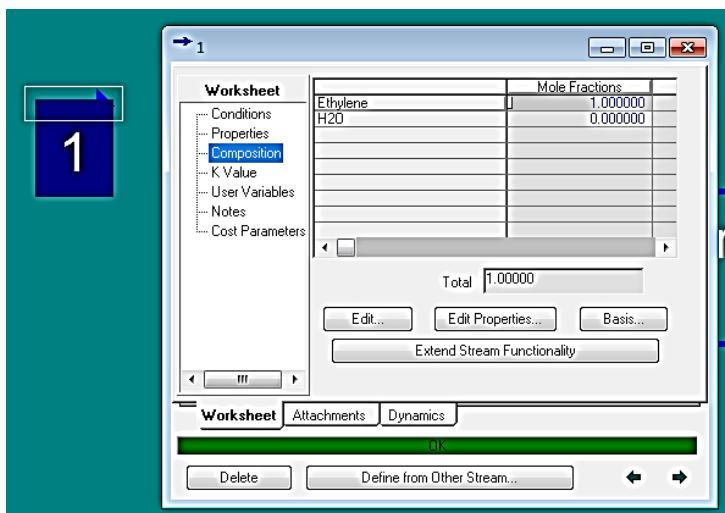 1
1
Worksheet
Conditions
Properties
Composition
K Value
User Variables
Notes
Cost Parameters
Mole Fractions
Ethylene 1.000000
H2O 0.000000
Total 1.00000
Edit... Edit Properties... Basis...
Extend Stream Functionality
Worksheet Attachments Dynamics
OK
Delete Define from Other Stream...